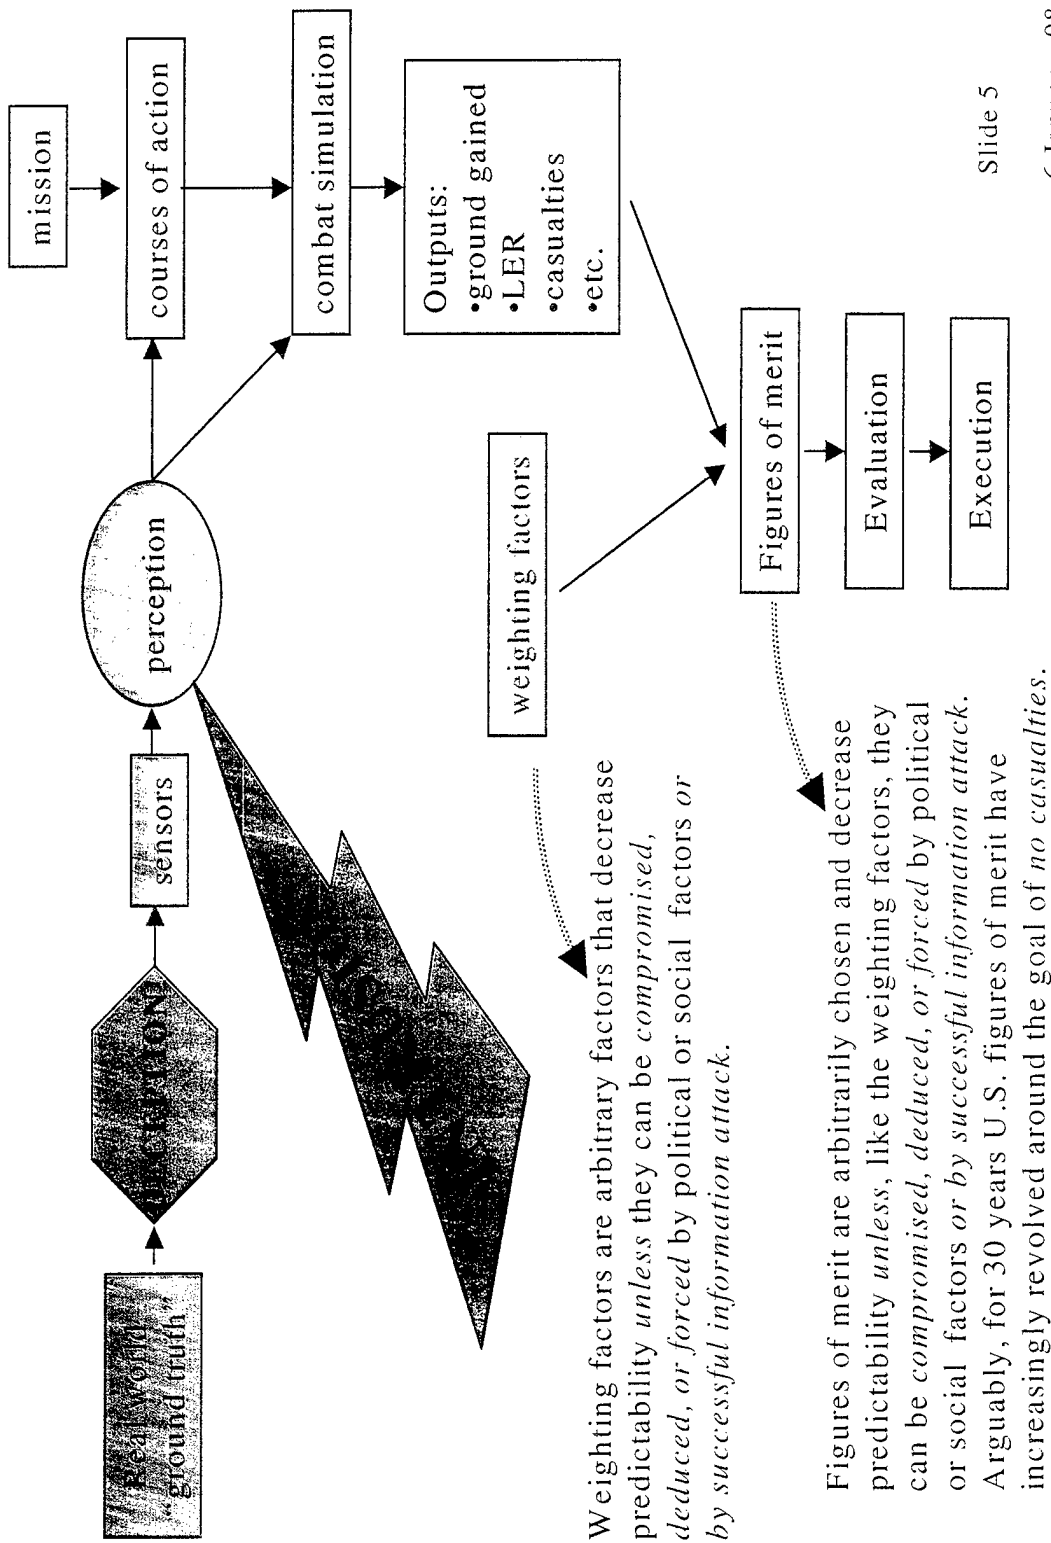 Real world
“ground truth”
DECEPTION
sensors
perception
mission
courses of action
combat simulation
Outputs:
•ground gained
•LER
•casualties
•etc.
weighting factors
Figures of merit
Evaluation
Execution
Weighting factors are arbitrary factors that decrease
predictability unless they can be compromised,
deduced, or forced by political or social factors or
by successful information attack.
Figures of merit are arbitrarily chosen and decrease
predictability unless, like the weighting factors, they
can be compromised, deduced, or forced by political
or social factors or by successful information attack.
Arguably, for 30 years U.S. figures of merit have
increasingly revolved around the goal of no casualties.
Slide 5